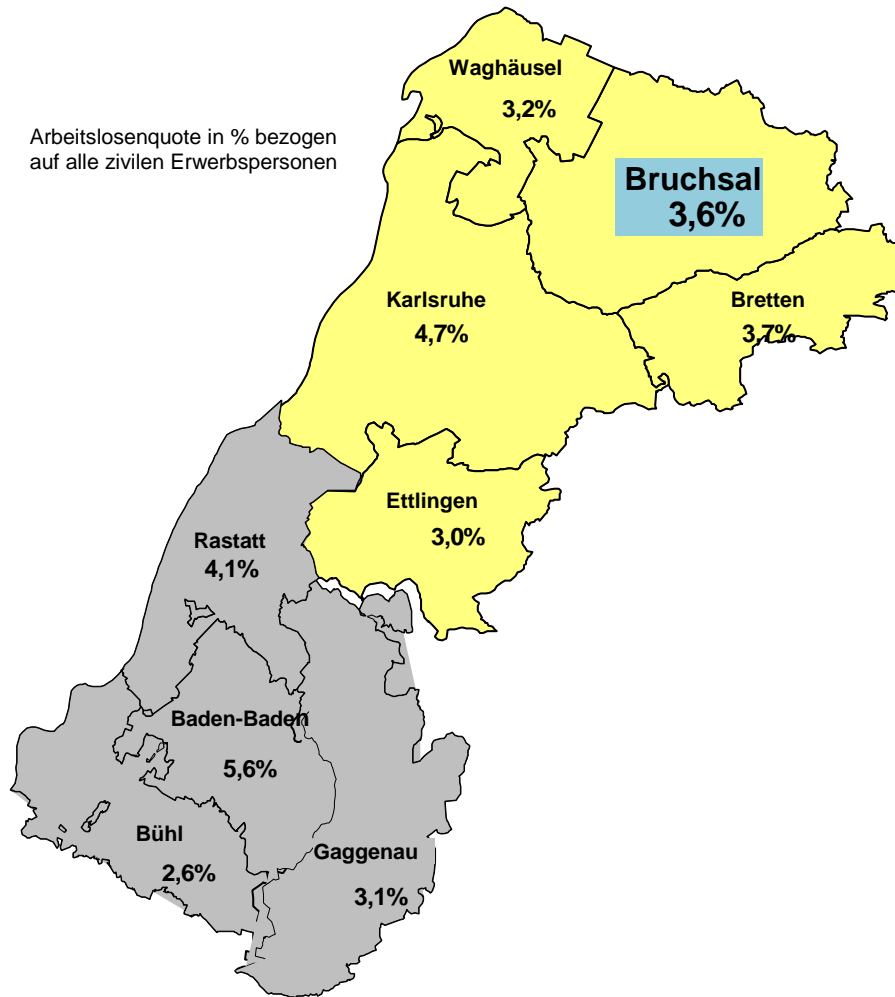 Waghäusel
3,2%
Arbeitslosenquote in % bezogen
auf alle zivilen Erwerbspersonen
Bruchsal
3,6%
Karlsruhe
4,7%
Bretten
3,7%
Ettlingen
3,0%
Rastatt
4,1%
Baden-Baden
5,6%
Bühl
2,6%
Gaggenau
3,1%